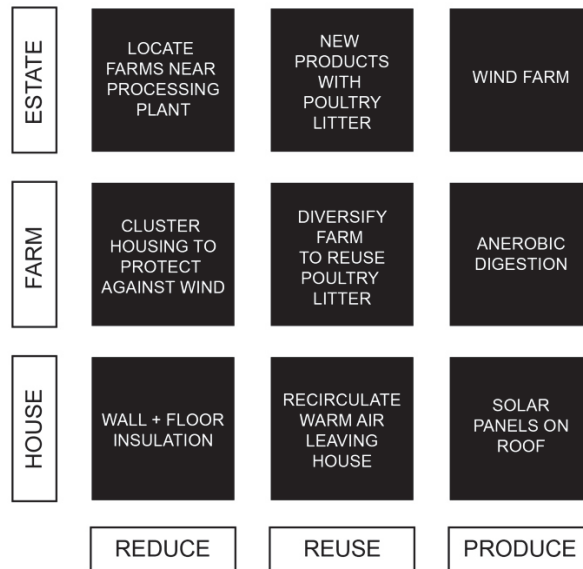 ESTATE
LOCATE
FARMS NEAR
PROCESSING
PLANT
NEW
PRODUCTS
WITH
POULTRY
LITTER
WIND FARM
FARM
CLUSTER
HOUSING TO
PROTECT
AGAINST WIND
DIVERSIFY
FARM
TO REUSE
POULTRY
LITTER
ANEROBIC
DIGESTION
HOUSE
WALL + FLOOR
INSULATION
RECIRCULATE
WARM AIR
LEAVING
HOUSE
SOLAR
PANELS ON
ROOF
REDUCE
REUSE
PRODUCE